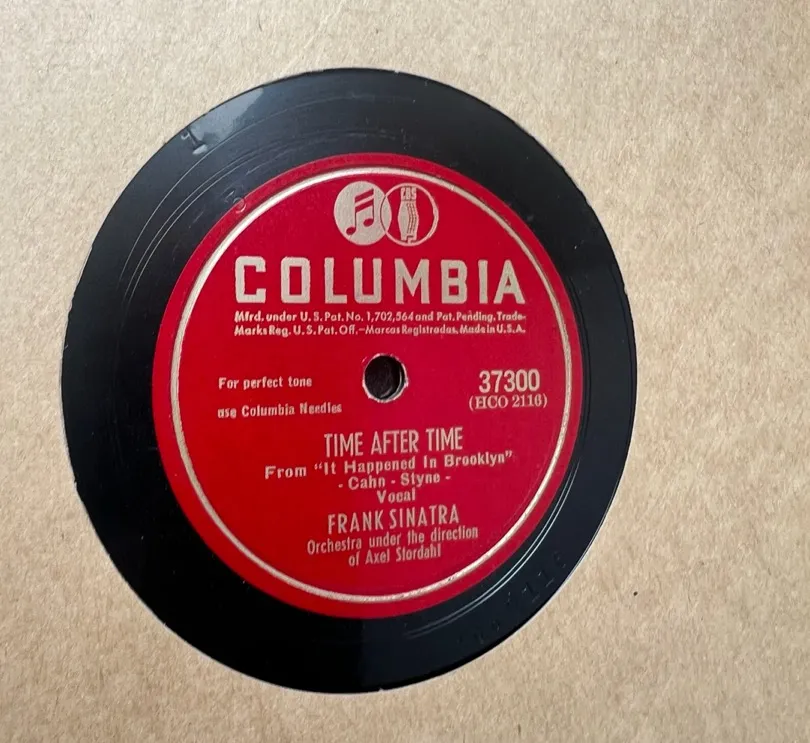 CBS
COLUMBIA
Mfrd. under U. S. Pat. No. 1,702,564 and Pat. Pending. Trade-
Marks Reg. U. S. Pat. Off.–Marcas Registradas. Made in U. S. A.
For perfect tone
use Columbia Needles
37300
(HCO 2116)
TIME AFTER TIME
From "It Happened In Brooklyn"
- Cahn - Styne -
Vocal
FRANK SINATRA
Orchestra under the direction
of Axel Stordahl